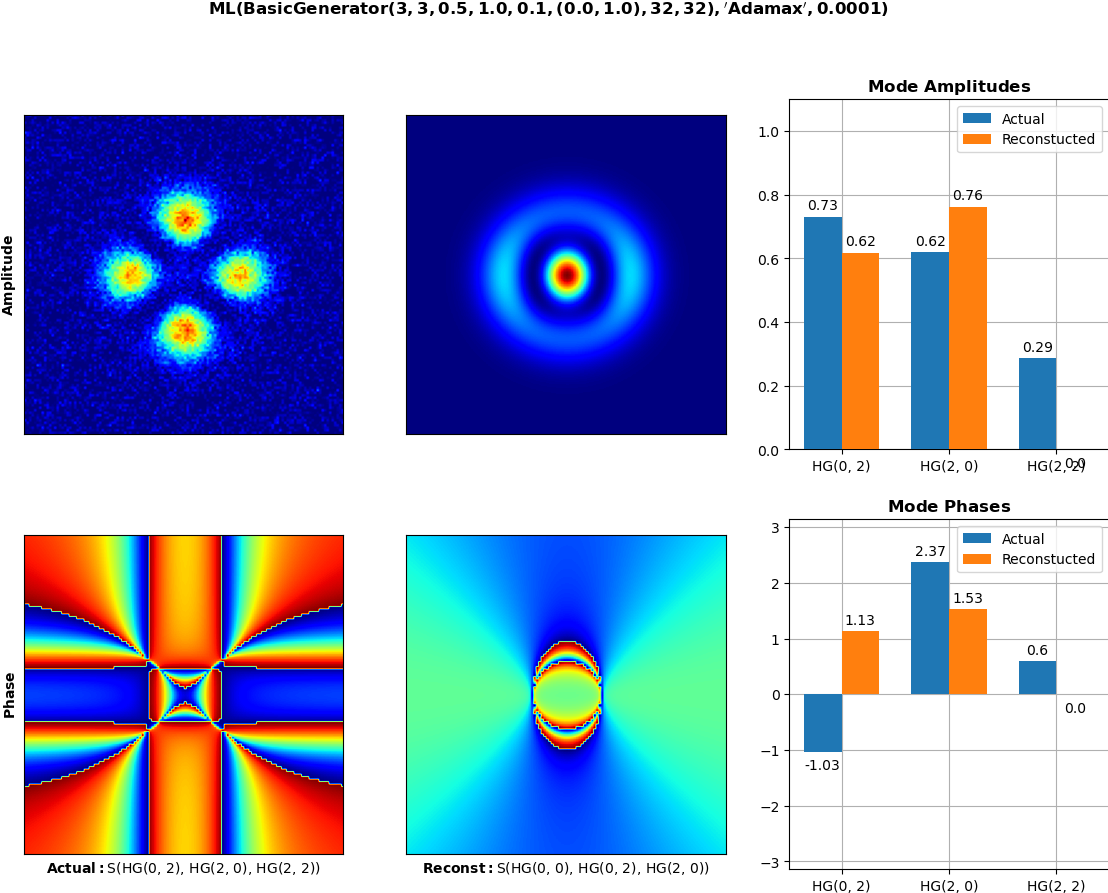 ML(BasicGenerator(3, 3, 0.5, 1.0, 0.1, (0.0, 1.0), 32, 32), ′Adamax′, 0.0001)
Amplitude
Mode Amplitudes
Actual
Reconstucted
1.0
0.8
0.6
0.4
0.2
0.0
0.73
0.62
0.62
0.76
0.29
0.0
HG(0, 2)
HG(2, 0)
HG(2, 2)
Phase
Actual: S(HG(0, 2), HG(2, 0), HG(2, 2))
Reconst: S(HG(0, 0), HG(0, 2), HG(2, 0))
Mode Phases
Actual
Reconstucted
3
2
1
0
−1
−2
−3
-1.03
1.13
2.37
1.53
0.6
0.0
HG(0, 2)
HG(2, 0)
HG(2, 2)